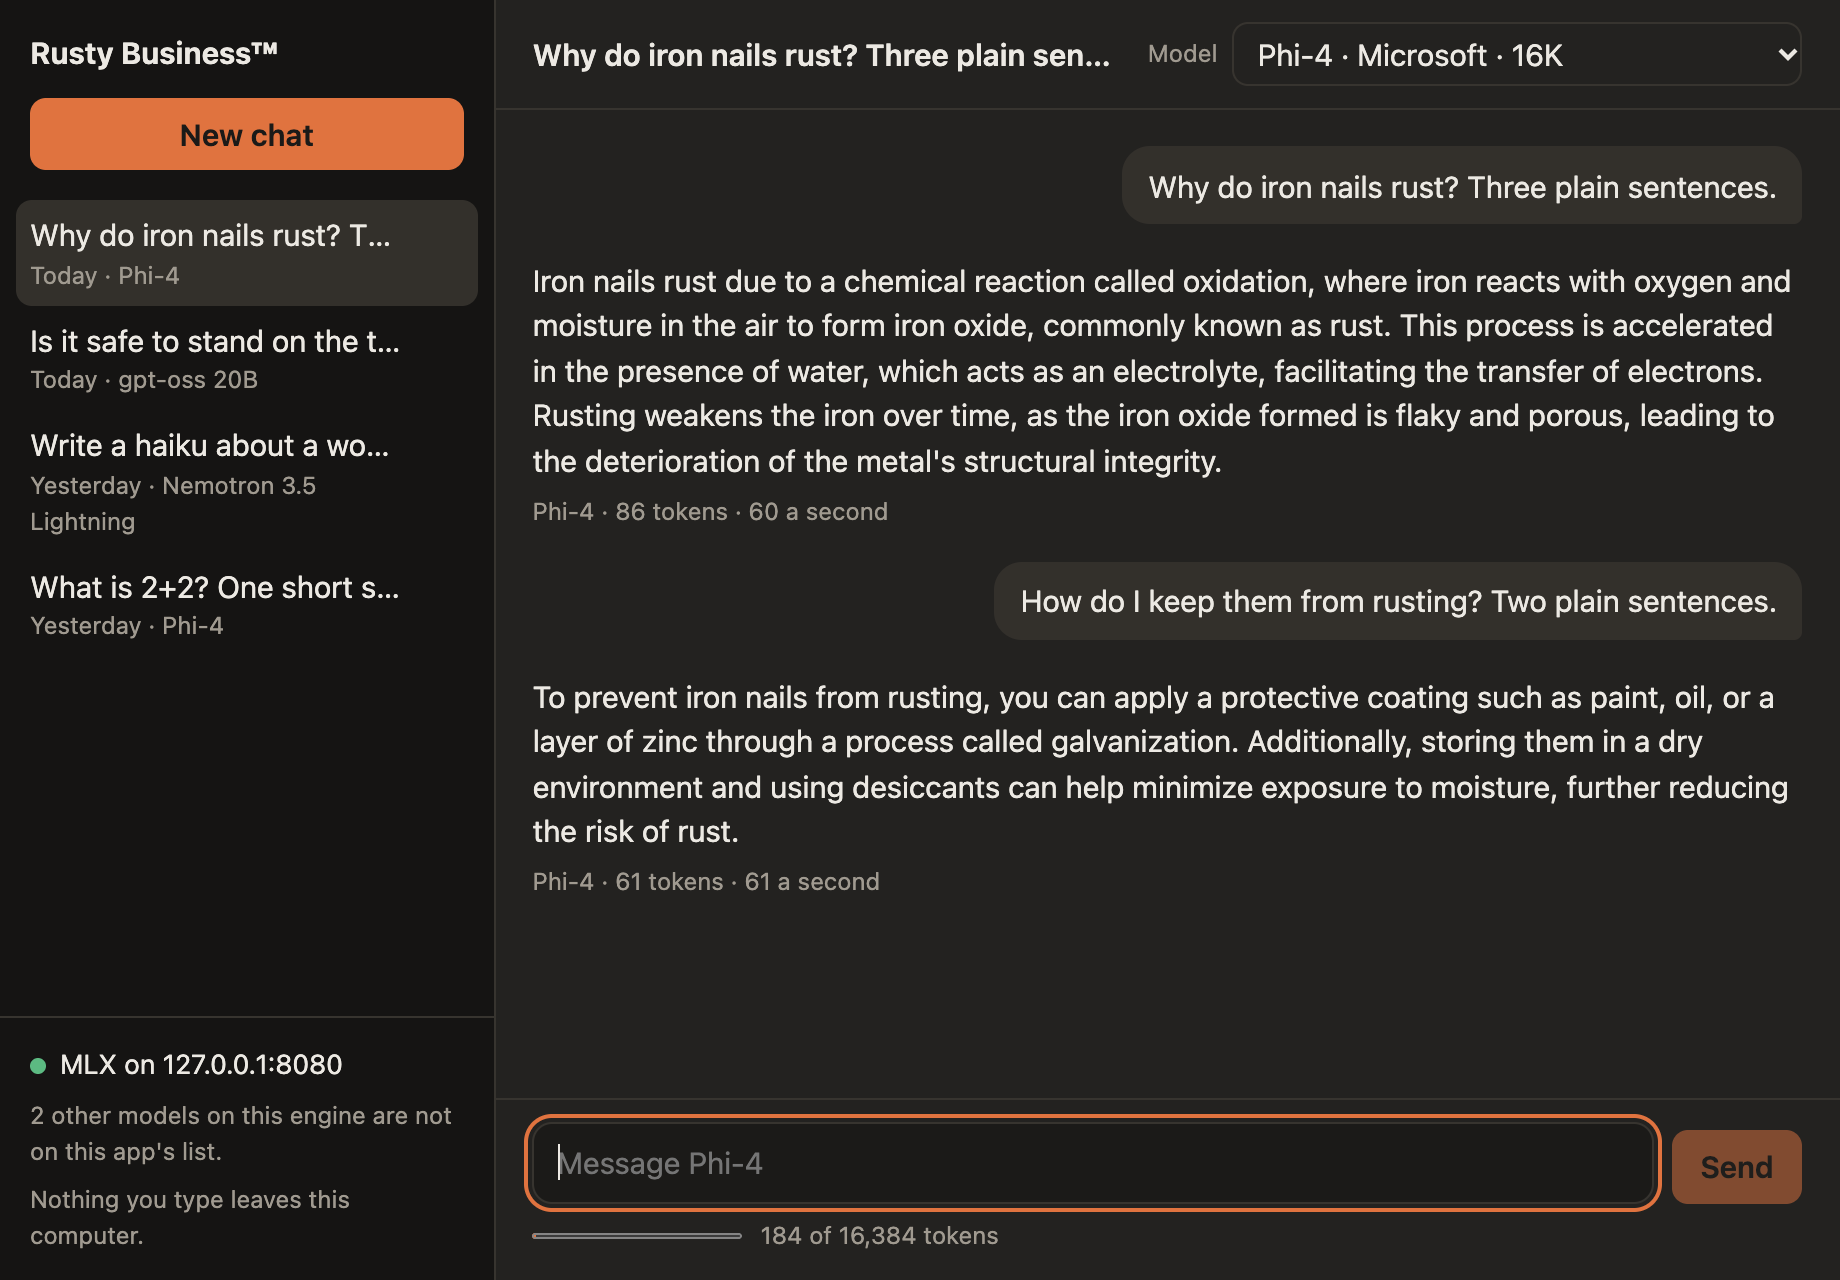 Rusty Business™
New chat
Why do iron nails rust? T...
Today · Phi-4
Is it safe to stand on the t...
Today · gpt-oss 20B
Write a haiku about a wo...
Yesterday · Nemotron 3.5
Lightning
What is 2+2? One short s...
Yesterday · Phi-4
MLX on 127.0.0.1:8080
2 other models on this engine are not
on this app's list.
Nothing you type leaves this
computer.
Why do iron nails rust? Three plain sen...
Model
Phi-4 · Microsoft · 16K
Why do iron nails rust? Three plain sentences.
Iron nails rust due to a chemical reaction called oxidation, where iron reacts with oxygen and
moisture in the air to form iron oxide, commonly known as rust. This process is accelerated
in the presence of water, which acts as an electrolyte, facilitating the transfer of electrons.
Rusting weakens the iron over time, as the iron oxide formed is flaky and porous, leading to
the deterioration of the metal's structural integrity.
Phi-4 · 86 tokens · 60 a second
How do I keep them from rusting? Two plain sentences.
To prevent iron nails from rusting, you can apply a protective coating such as paint, oil, or a
layer of zinc through a process called galvanization. Additionally, storing them in a dry
environment and using desiccants can help minimize exposure to moisture, further reducing
the risk of rust.
Phi-4 · 61 tokens · 61 a second
Message Phi-4
Send
184 of 16,384 tokens